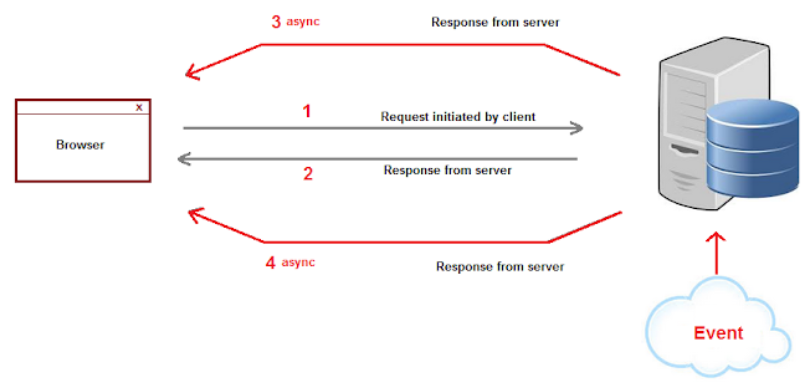 3 async Response from server
x
1 Request initiated by client
Browser
2 Response from server
4 async Response from server
Event